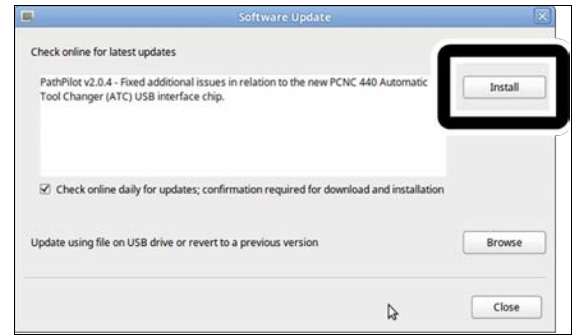 Software Update
Check online for latest updates
PathPilot v2.0.4 - Fixed additional issues in relation to the new PCNC 440 Automatic
Tool Changer (ATC) USB interface chip.
Install
Check online daily for updates; confirmation required for download and installation
Update using file on USB drive or revert to a previous version
Browse
Close